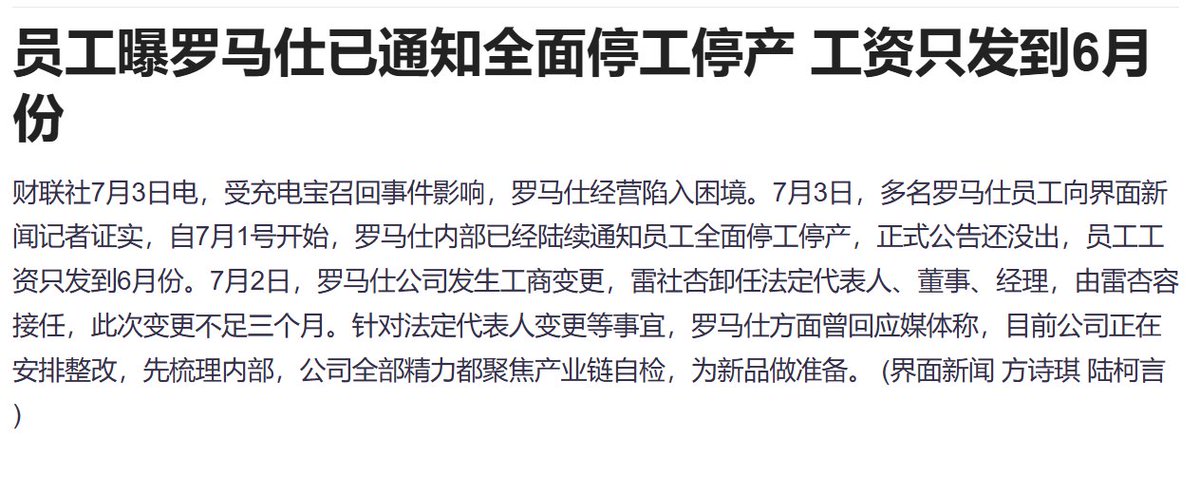 员工曝罗马仕已通知全面停工停产 工资只发到6月
份
财联社7月3日电，受充电宝召回事件影响，罗马仕经营陷入困境。7月3日，多名罗马仕员工向界面新
闻记者证实，自7月1号开始，罗马仕内部已经陆续通知员工全面停工停产，正式公告还没出，员工工
资只发到6月份。7月2日，罗马仕公司发生工商变更，雷社杏卸任法定代表人、董事、经理，由雷杏容
接任，此次变更不足三个月。针对法定代表人变更等事宜，罗马仕方面曾回应媒体称，目前公司正在
安排整改，先梳理内部，公司全部精力都聚焦产业链自检，为新品做准备。 (界面新闻 方诗琪 陆柯言
)